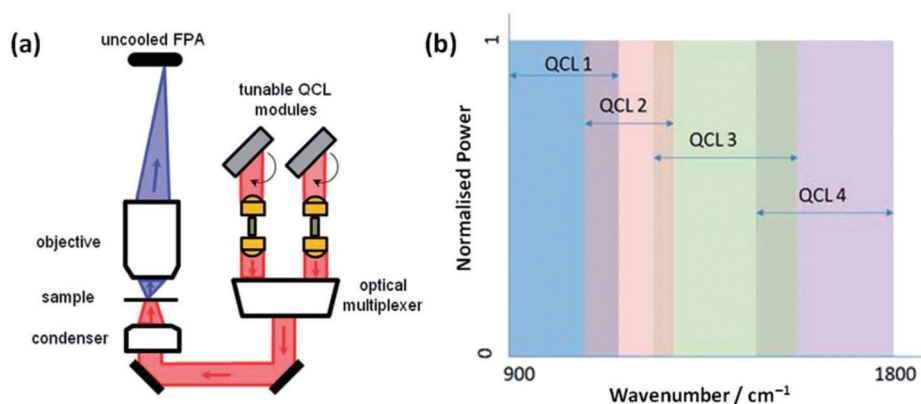 (a)
uncooled FPA
tunable QCL
modules
objective
optical
multiplexer
sample
condenser
(b)
1
QCL 1
QCL 2
QCL 3
QCL 4
Normalised Power
0
900
1800
Wavenumber / cm⁻¹